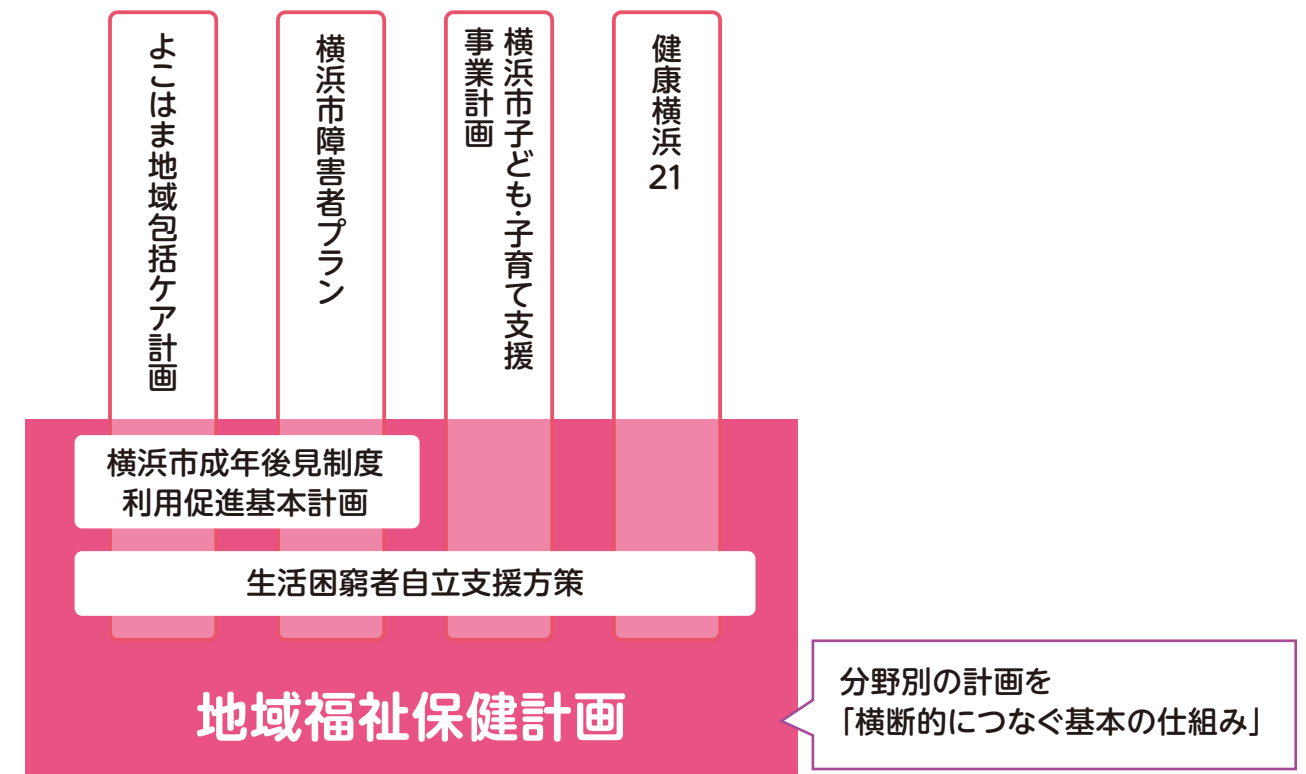 よこはま地域包括ケア計画
横浜市障害者プラン
横浜市子ども・子育て支援
事業計画
健康横浜21
横浜市成年後見制度
利用促進基本計画
生活困窮者自立支援方策
地域福祉保健計画
分野別の計画を
「横断的につなぐ基本の仕組み」